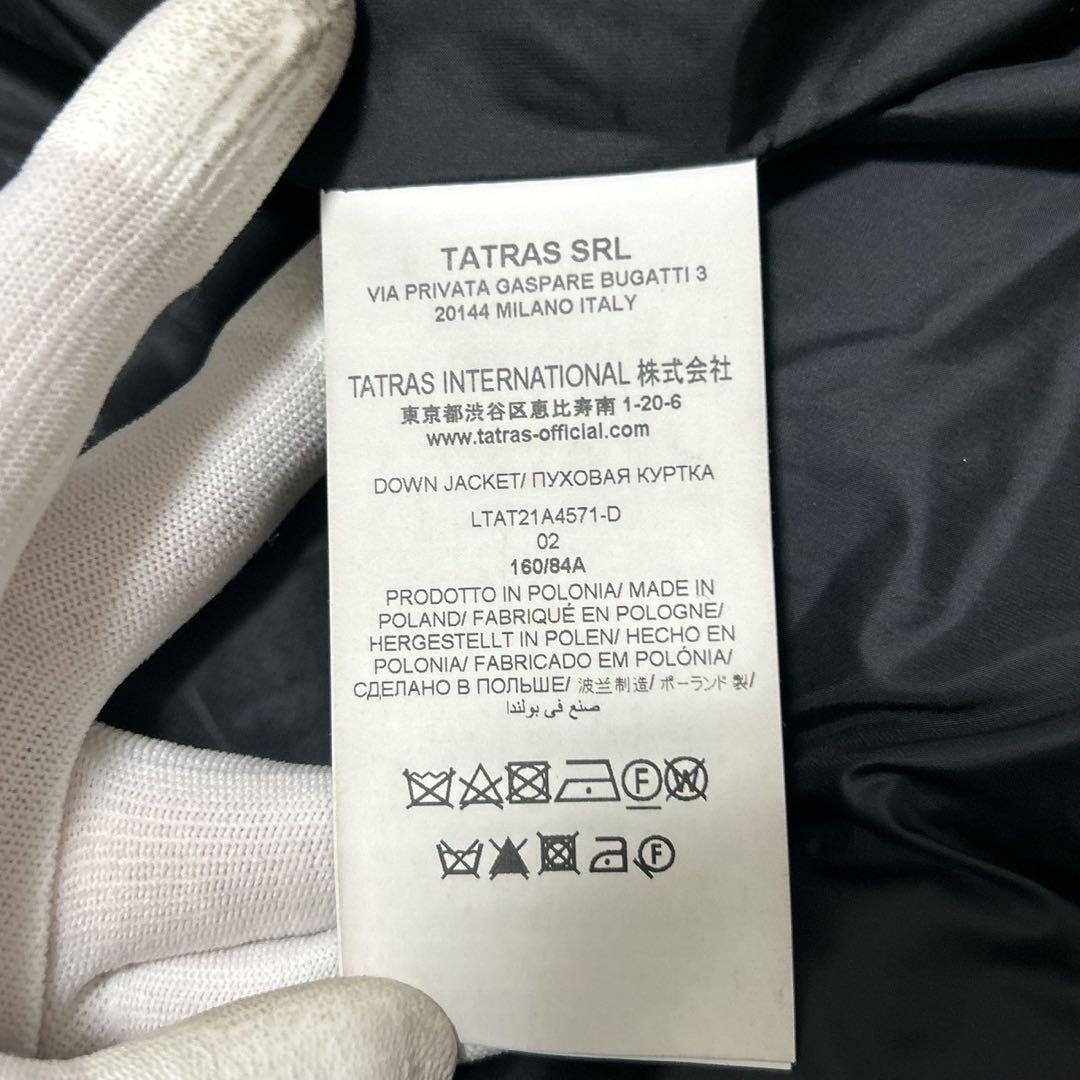 TATRAS SRL
VIA PRIVATA GASPARE BUGATTI 3
20144 MILANO ITALY
TATRAS INTERNATIONAL 株式会社
東京都渋谷区恵比寿南 1-20-6
www.tatras-official.com
DOWN JACKET/ ПУХОВАЯ КУРТКА
LTAT21A4571-D
02
160/84A
PRODOTTO IN POLONIA/ MADE IN
POLAND/ FABRIQUÉ EN POLOGNE/
HERGESTELLT IN POLEN/ HECHO EN
POLONIA/ FABRICADO EM POLÓNIA/
СДЕЛАНО В ПОЛЬШЕ/ 波兰制造/ ポーランド 製/
صنع في بولندا
F W
F